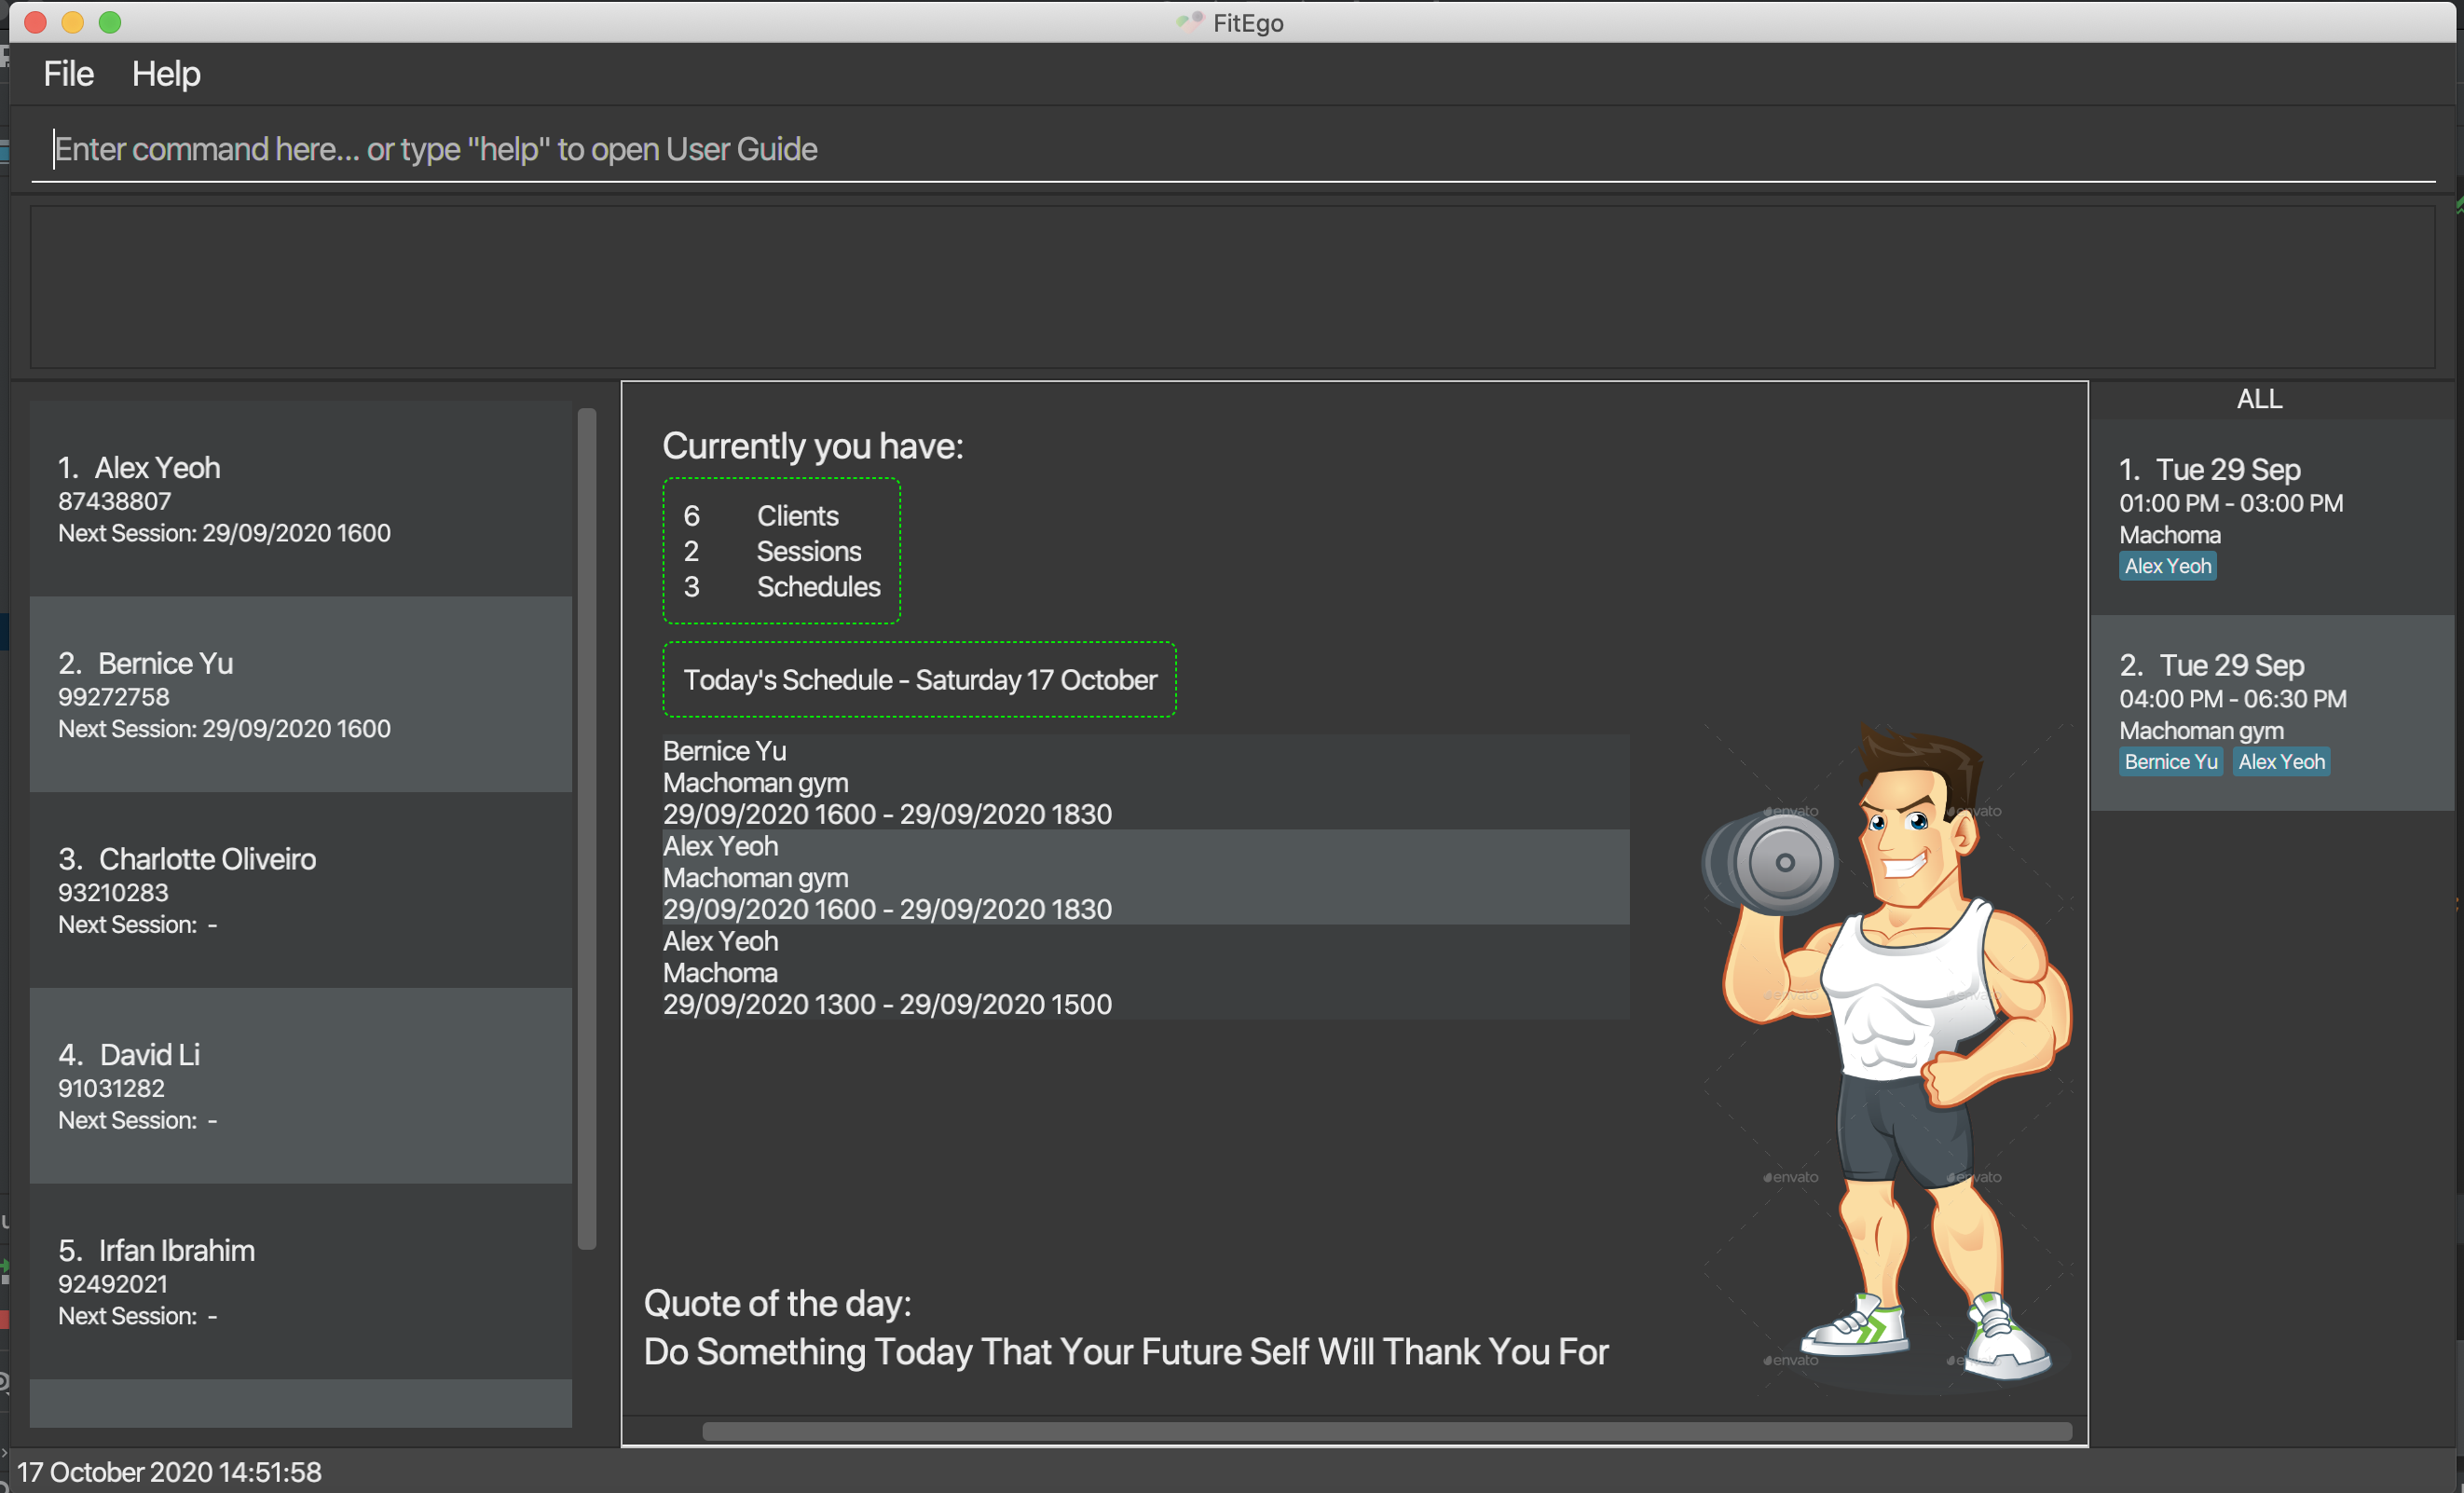 FitEgo
File Help
Enter command here... or type "help" to open User Guide
1. Alex Yeoh
87438807
Next Session: 29/09/2020 1600
2. Bernice Yu
99272758
Next Session: 29/09/2020 1600
3. Charlotte Oliveiro
93210283
Next Session: -
4. David Li
91031282
Next Session: -
5. Irfan Ibrahim
92492021
Next Session: -
Currently you have:
6 Clients
2 Sessions
3 Schedules
Today's Schedule - Saturday 17 October
Bernice Yu
Machoman gym
29/09/2020 1600 - 29/09/2020 1830
Alex Yeoh
Machoman gym
29/09/2020 1600 - 29/09/2020 1830
Alex Yeoh
Machoma
29/09/2020 1300 - 29/09/2020 1500
envato
envato
envato
envato
Quote of the day:
Do Something Today That Your Future Self Will Thank You For
ALL
1. Tue 29 Sep
01:00 PM - 03:00 PM
Machoma
Alex Yeoh
2. Tue 29 Sep
04:00 PM - 06:30 PM
Machoman gym
Bernice Yu Alex Yeoh
17 October 2020 14:51:58